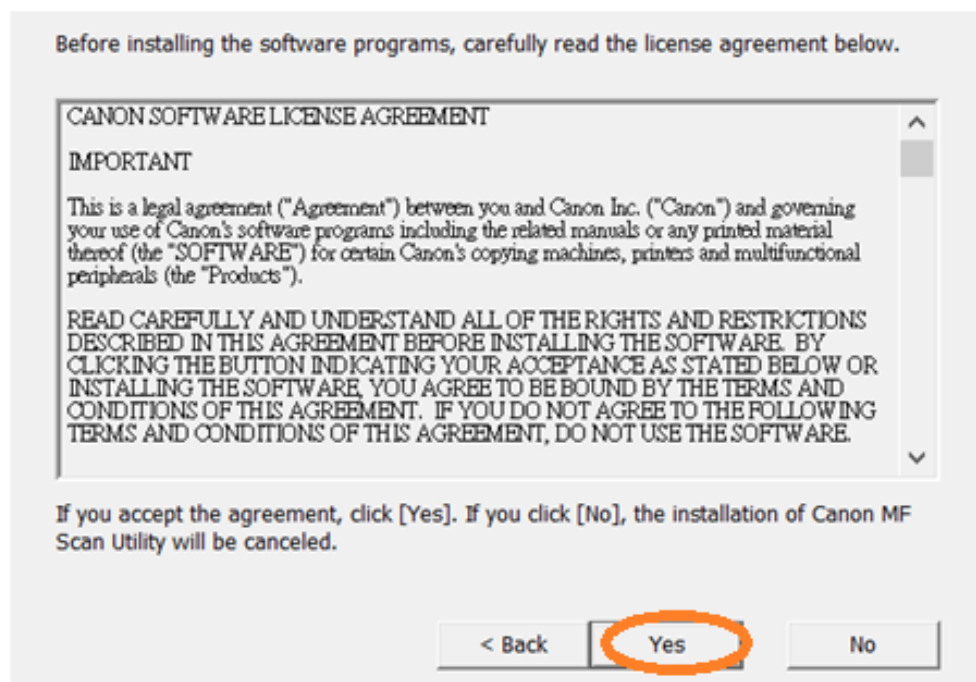 Before installing the software programs, carefully read the license agreement below.
CANON SOFTWARE LICENSE AGREEMENT
IMPORTANT
This is a legal agreement ("Agreement") between you and Canon Inc. ("Canon") and governing
your use of Canon's software programs including the related manuals or any printed material
thereof (the "SOFTWARE") for certain Canon's copying machines, printers and multifunctional
peripherals (the "Products").
READ CAREFULLY AND UNDERSTAND ALL OF THE RIGHTS AND RESTRICTIONS
DESCRIBED IN THIS AGREEMENT BEFORE INSTALLING THE SOFTWARE. BY
CLICKING THE BUTTON INDICATING YOUR ACCEPTANCE AS STATED BELOW OR
INSTALLING THE SOFTWARE, YOU AGREE TO BE BOUND BY THE TERMS AND
CONDITIONS OF THIS AGREEMENT. IF YOU DO NOT AGREE TO THE FOLLOWING
TERMS AND CONDITIONS OF THIS AGREEMENT, DO NOT USE THE SOFTWARE.
If you accept the agreement, click [Yes]. If you click [No], the installation of Canon MF
Scan Utility will be canceled.
< Back Yes No